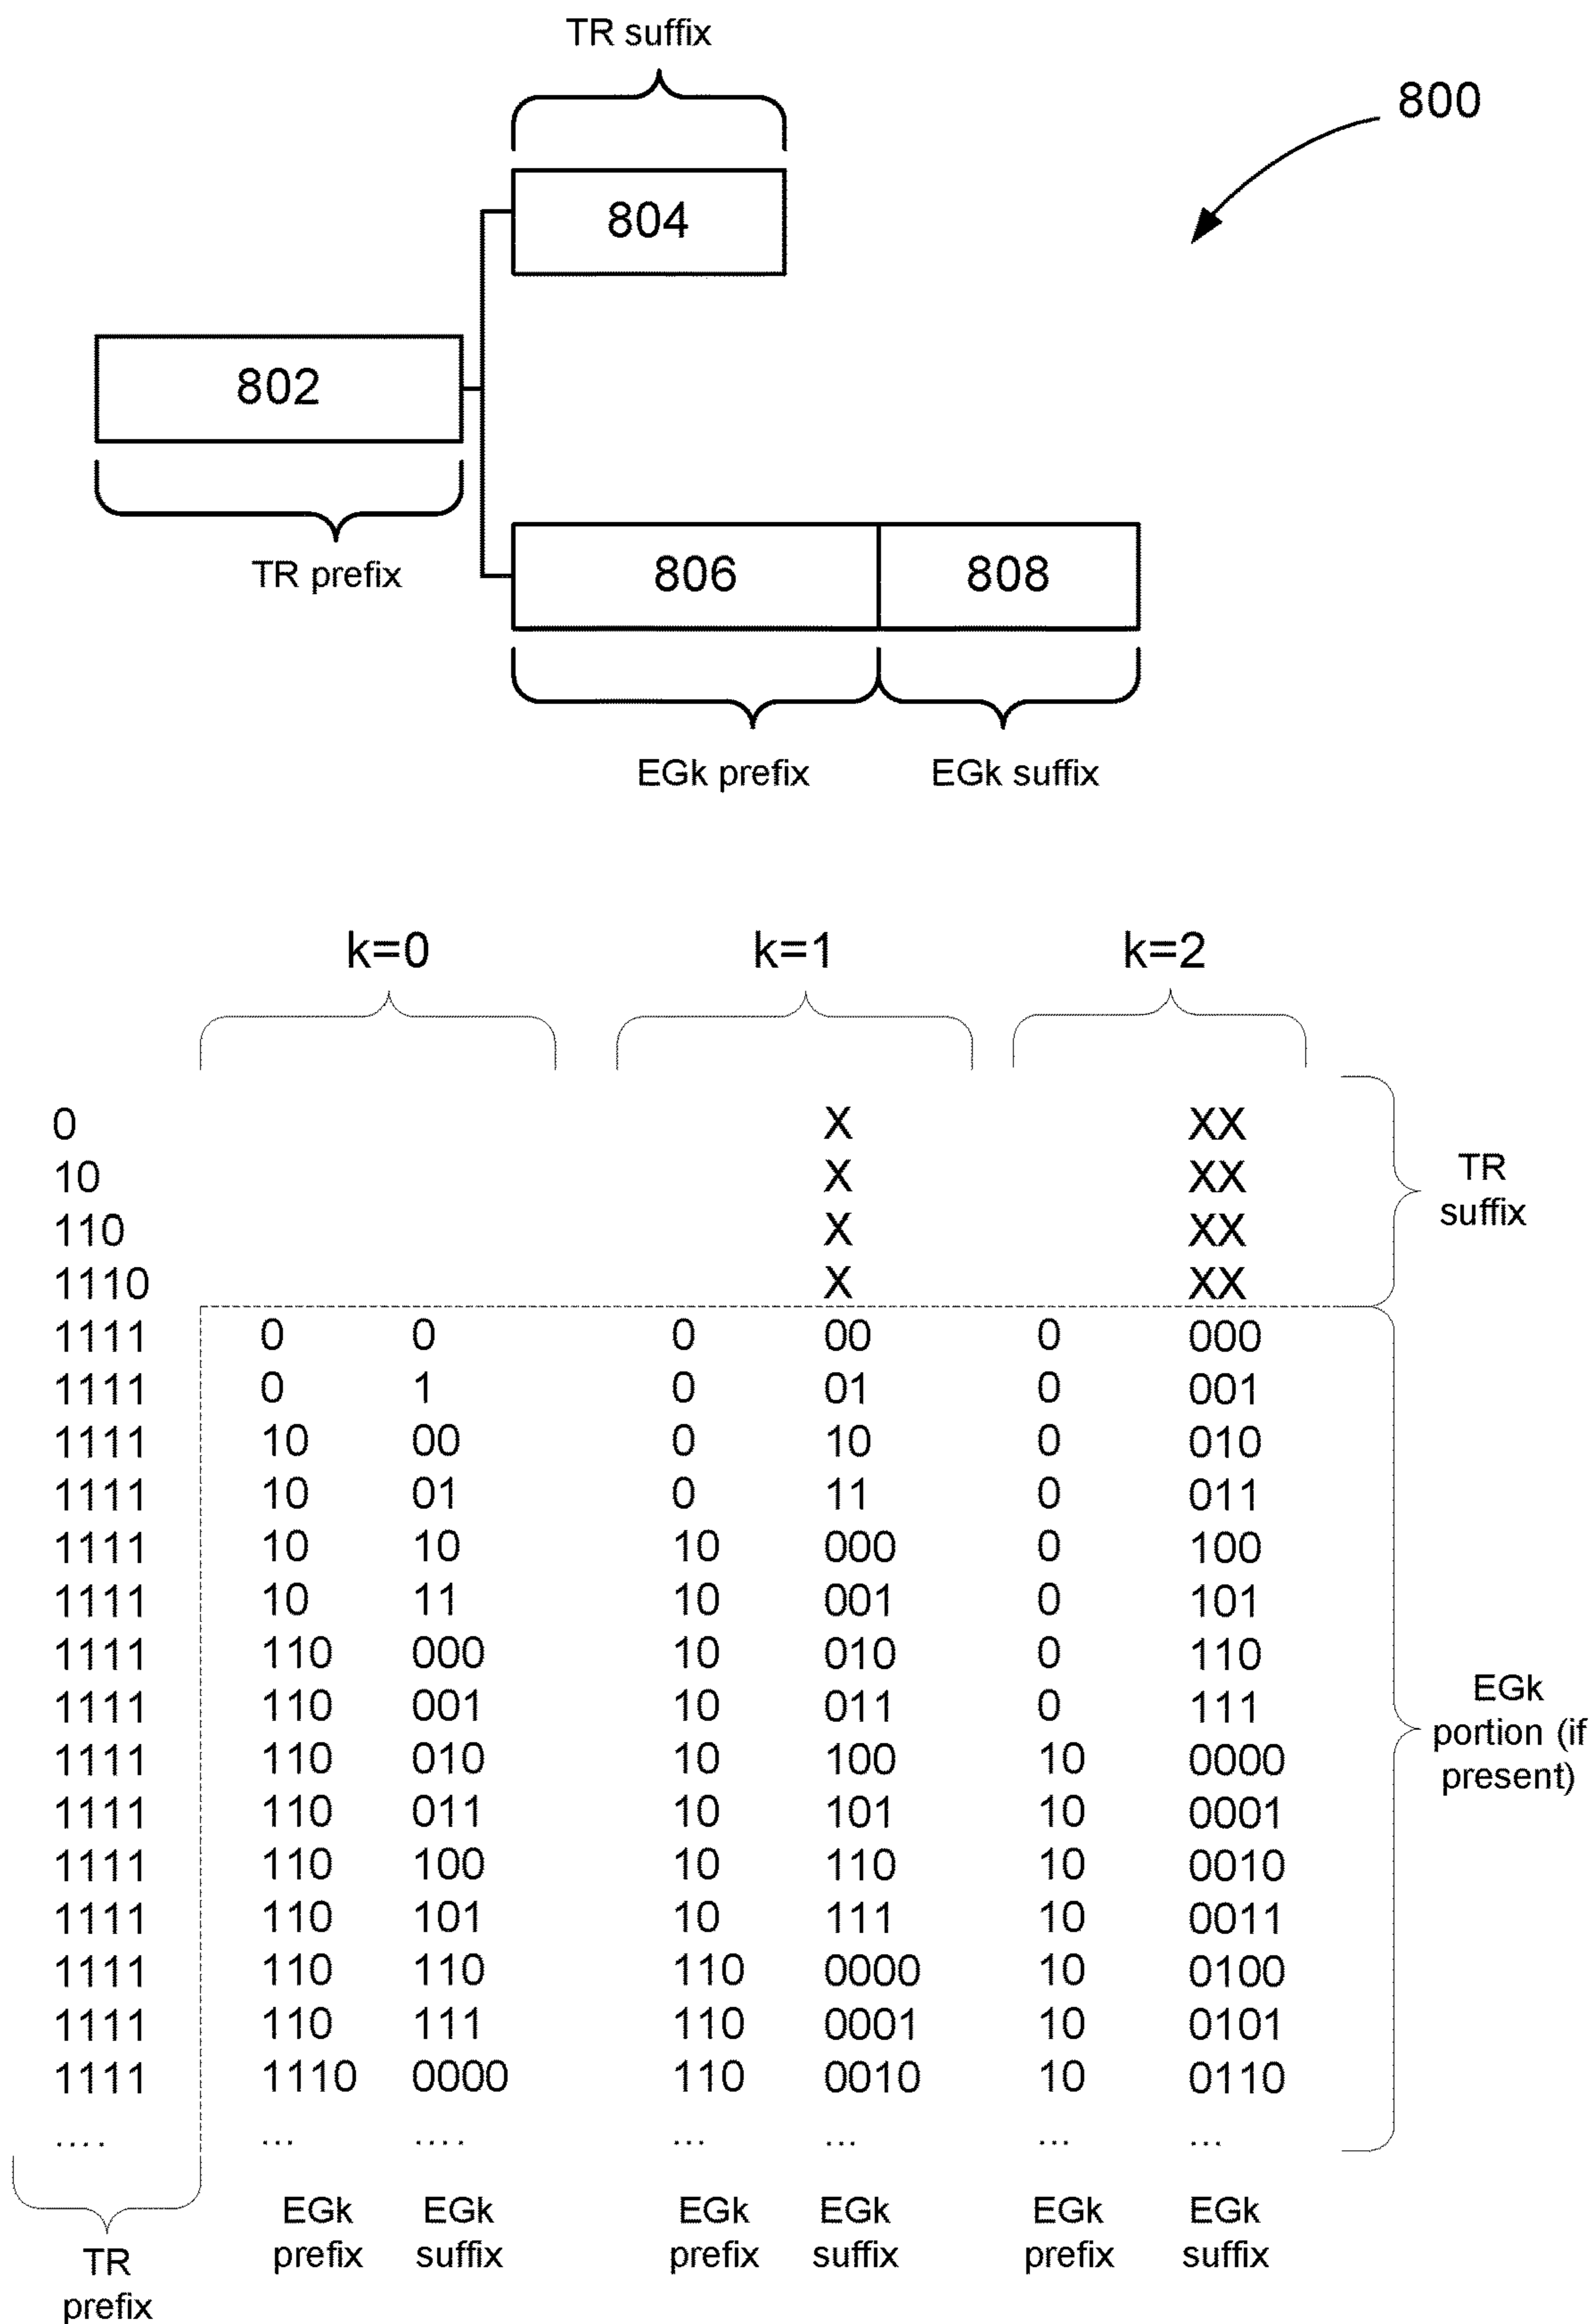 TR suffix
800
804
802
TR prefix
806 808
EGk prefix EGk suffix
k=0 k=1 k=2
0 X XX
10 X XX
110 X XX
1110 X XX
TR
suffix
1111 0 0 0 00 0 000
1111 0 1 0 01 0 001
1111 10 00 0 10 0 010
1111 10 01 0 11 0 011
1111 10 10 10 000 0 100
1111 10 11 10 001 0 101
1111 110 000 10 010 0 110
1111 110 001 10 011 0 111
1111 110 010 10 100 10 0000
1111 110 011 10 101 10 0001
1111 110 100 10 110 10 0010
1111 110 101 10 111 10 0011
1111 110 110 110 0000 10 0100
1111 110 111 110 0001 10 0101
1111 1110 0000 110 0010 10 0110
.... ... .... ... ... ... ...
EGk
portion (if
present)
EGk EGk EGk EGk EGk EGk
prefix suffix prefix suffix prefix suffix
TR
prefix